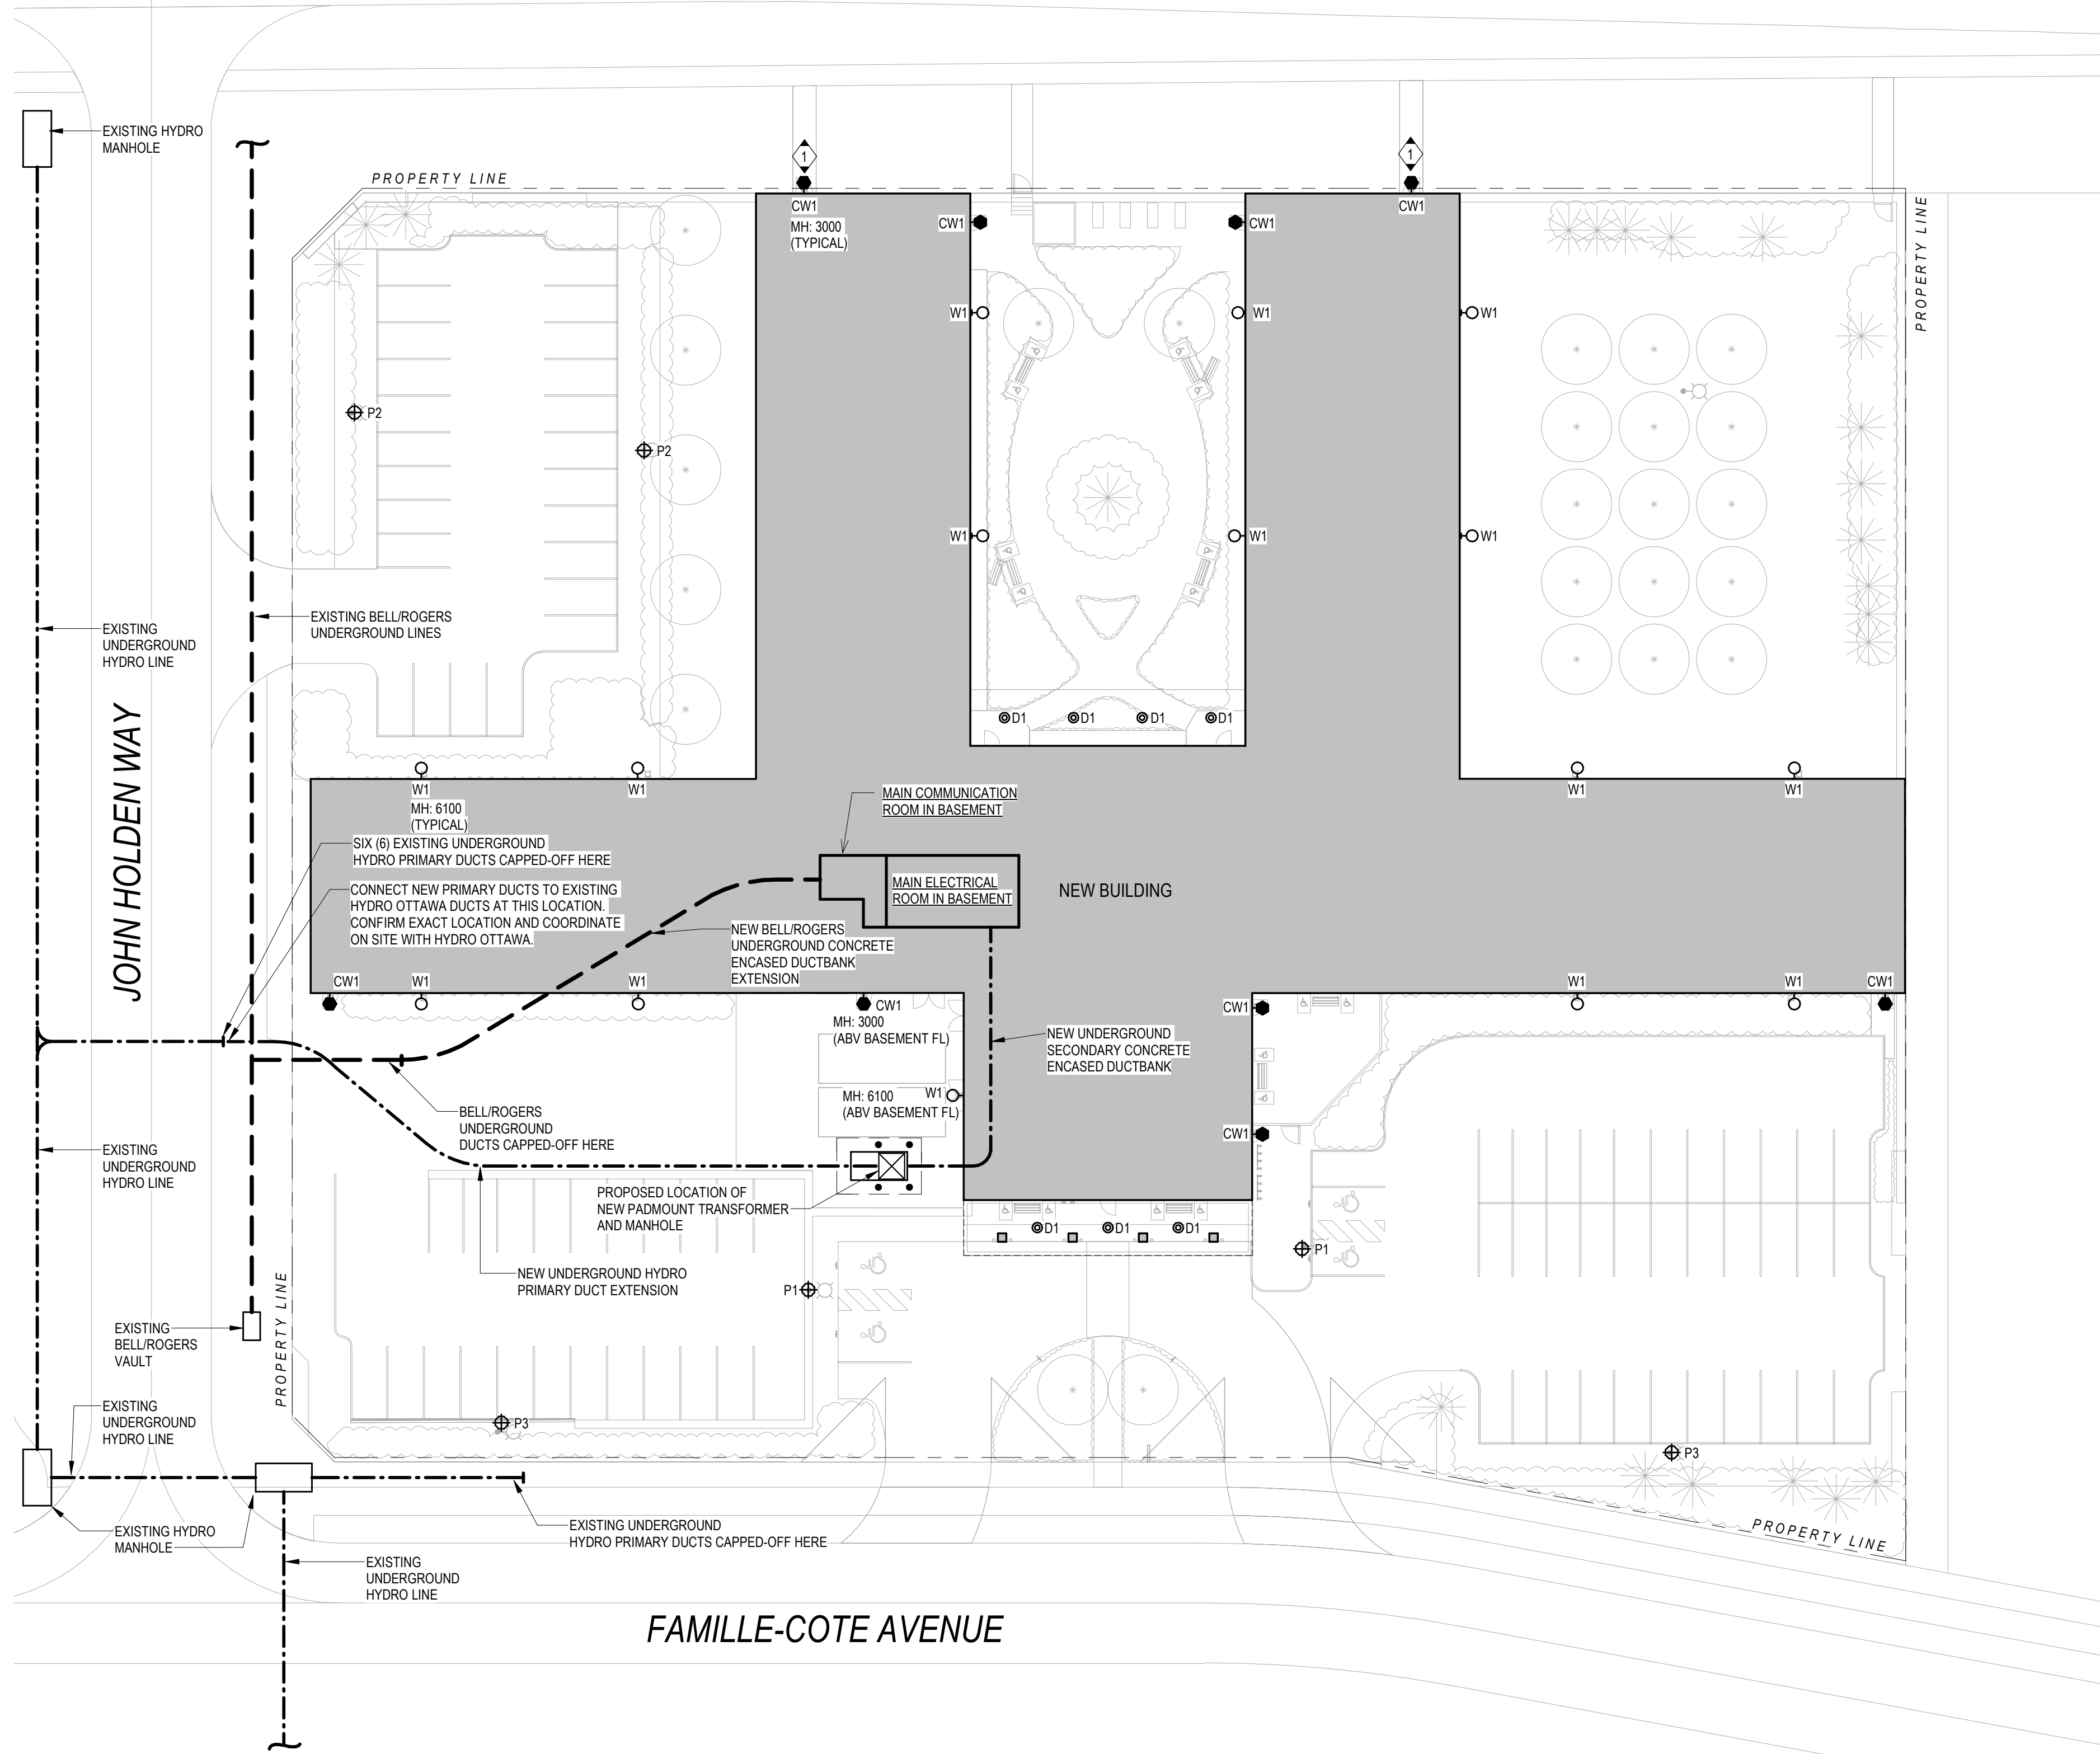 EXISTING HYDRO
MANHOLE
PROPERTY LINE
1
1
CW1
MH: 3000
(TYPICAL)
CW1
CW1
CW1
CW1
PROPERTY LINE
W1
W1
W1
P2
P2
W1
W1
W1
EXISTING BELL/ROGERS
UNDERGROUND LINES
EXISTING
UNDERGROUND
HYDRO LINE
JOHN HOLDEN WAY
D1
D1
D1
D1
W1
MH: 6100
(TYPICAL)
W1
W1
W1
MAIN COMMUNICATION
ROOM IN BASEMENT
SIX (6) EXISTING UNDERGROUND
HYDRO PRIMARY DUCTS CAPPED-OFF HERE
CONNECT NEW PRIMARY DUCTS TO EXISTING
HYDRO OTTAWA DUCTS AT THIS LOCATION.
CONFIRM EXACT LOCATION AND COORDINATE
ON SITE WITH HYDRO OTTAWA.
MAIN ELECTRICAL
ROOM IN BASEMENT
NEW BUILDING
NEW BELL/ROGERS
UNDERGROUND CONCRETE
ENCASED DUCTBANK
EXTENSION
CW1
W1
W1
W1
W1
CW1
CW1
MH: 3000
(ABV BASEMENT FL)
CW1
NEW UNDERGROUND
SECONDARY CONCRETE
ENCASED DUCTBANK
MH: 6100
(ABV BASEMENT FL)
W1
CW1
BELL/ROGERS
UNDERGROUND
DUCTS CAPPED-OFF HERE
EXISTING
UNDERGROUND
HYDRO LINE
PROPOSED LOCATION OF
NEW PADMOUNT TRANSFORMER
AND MANHOLE
D1
D1
D1
P1
NEW UNDERGROUND HYDRO
PRIMARY DUCT EXTENSION
P1
PROPERTY LINE
EXISTING
BELL/ROGERS
VAULT
EXISTING
UNDERGROUND
HYDRO LINE
P3
P3
EXISTING HYDRO
MANHOLE
EXISTING UNDERGROUND
HYDRO PRIMARY DUCTS CAPPED-OFF HERE
PROPERTY LINE
EXISTING
UNDERGROUND
HYDRO LINE
FAMILLE-COTE AVENUE